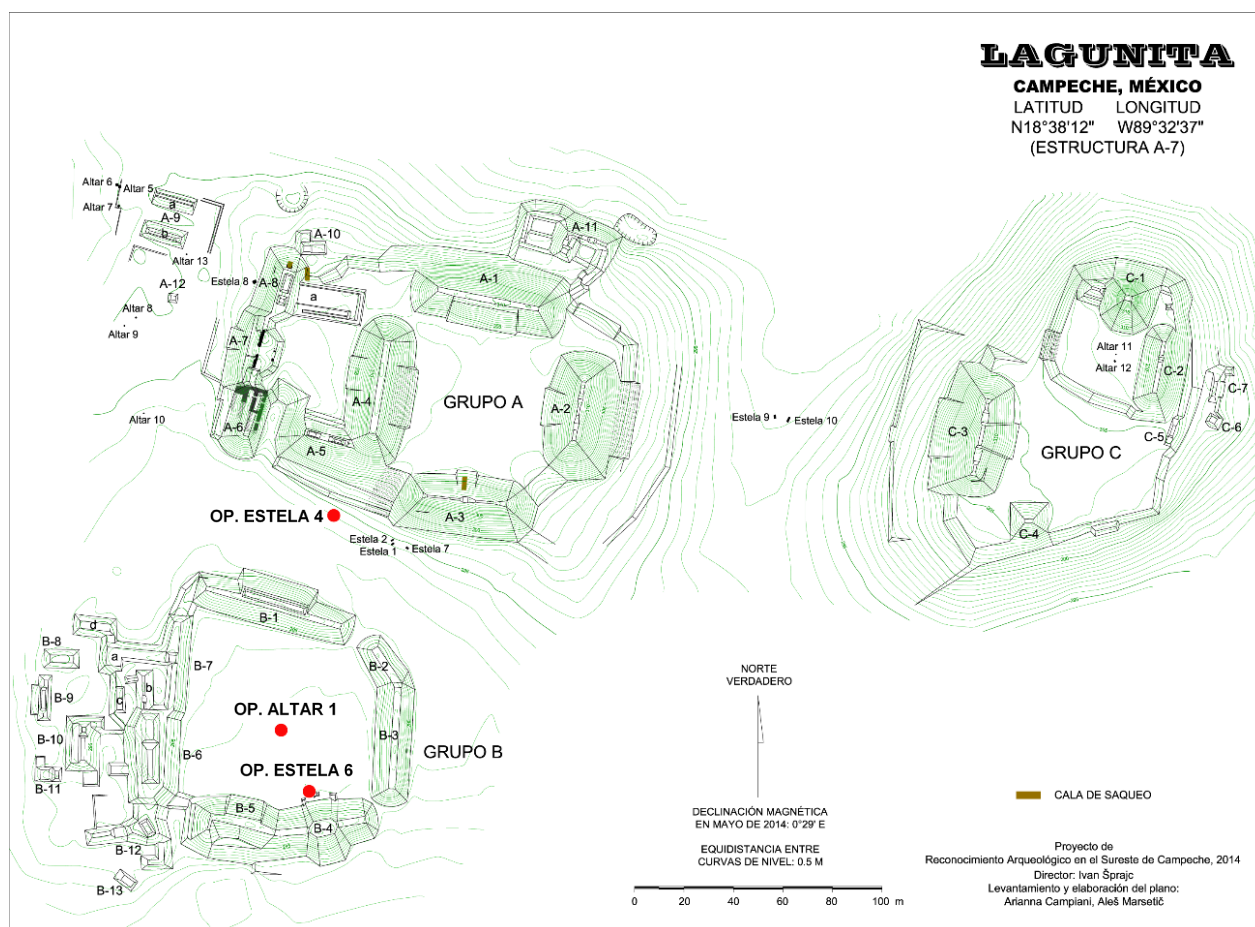 LAGUNITA
CAMPECHE, MÉXICO
LATITUD LONGITUD
N18°38'12" W89°32'37"
(ESTRUCTURA A-7)
Altar 6
Altar 5
Altar 7
a
A-9
b
Altar 13
A-12
Altar 8
Altar 9
Altar 10
Estela 8
A-10
A-8
a
A-7
A-6
A-1
A-11
A-4
GRUPO A
A-2
A-5
A-3
OP. ESTELA 4
Estela 2
Estela 1
Estela 7
Estela 9
Estela 10
C-1
Altar 11
Altar 12
C-2
C-7
C-6
C-5
C-3
GRUPO C
C-4
B-1
d
B-8
a
B-7
B-2
B-9
c
b
OP. ALTAR 1
B-3
B-10
B-6
GRUPO B
OP. ESTELA 6
B-11
B-5
B-4
B-12
B-13
NORTE
VERDADERO
DECLINACIÓN MAGNÉTICA
EN MAYO DE 2014: 0°29' E
EQUIDISTANCIA ENTRE
CURVAS DE NIVEL: 0.5 M
0 20 40 60 80 100 m
CALA DE SAQUEO
Proyecto de
Reconocimiento Arqueológico en el Sureste de Campeche, 2014
Director: Ivan Šprajc
Levantamiento y elaboración del plano:
Arianna Campiani, Aleš Marsetič